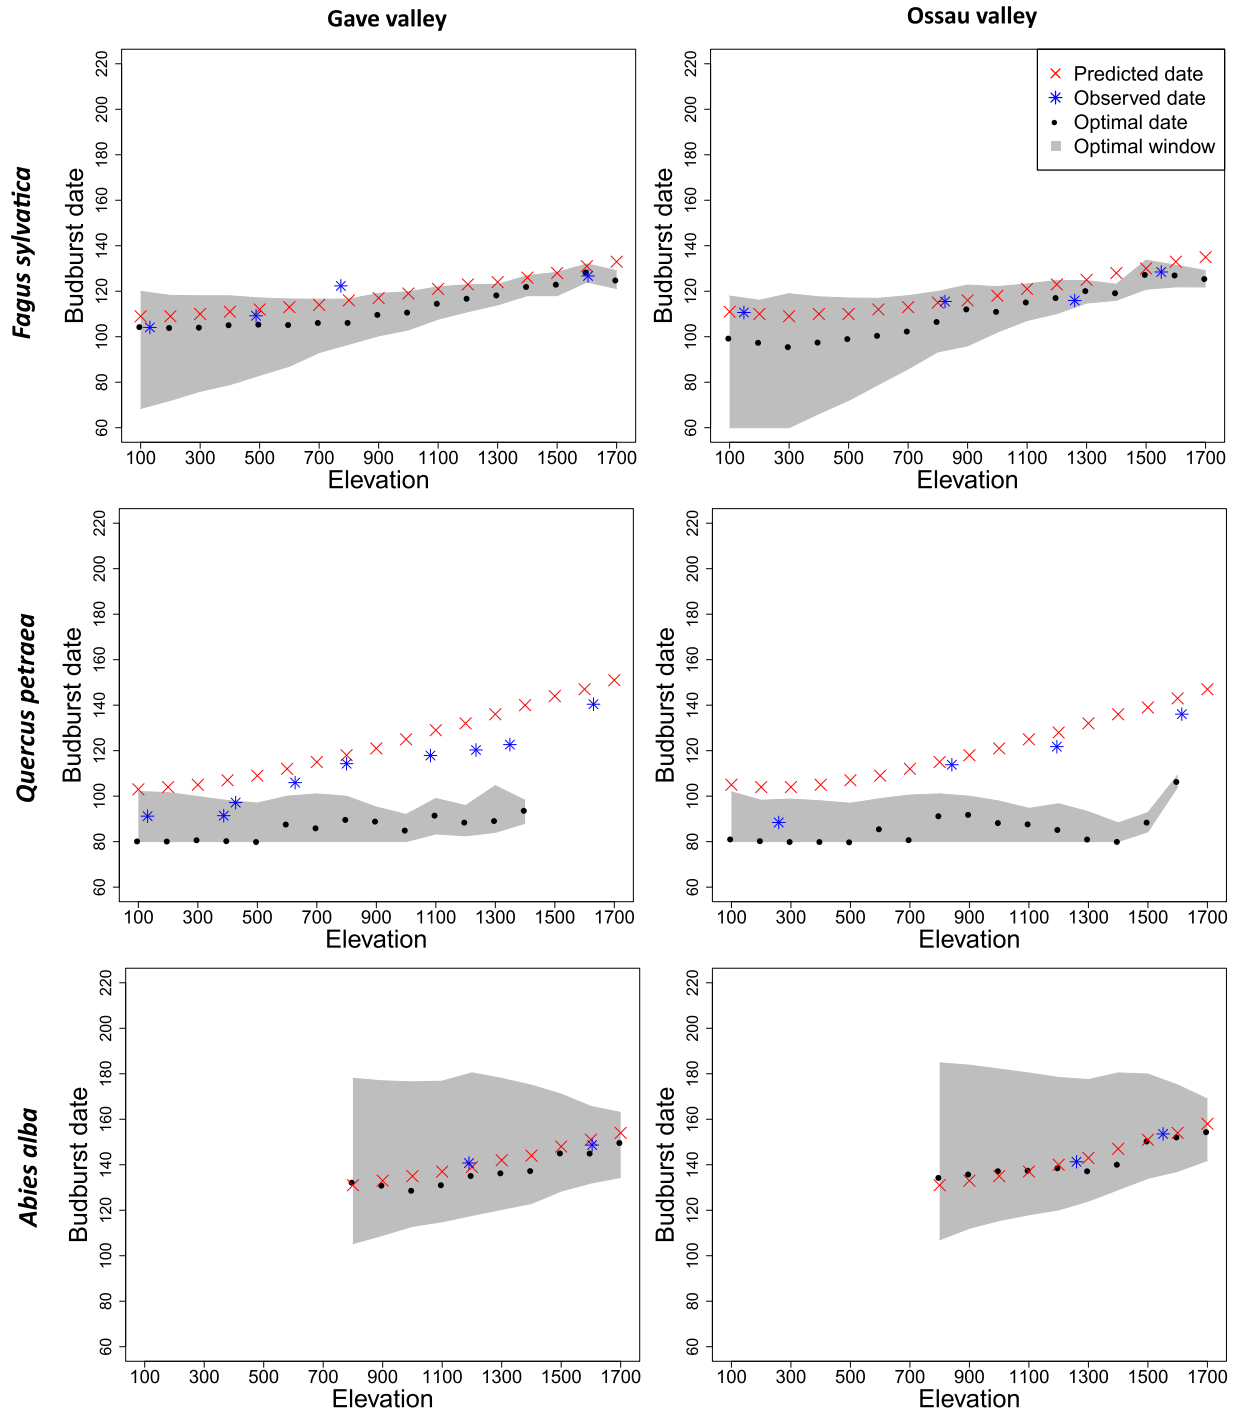 Gave valley
Ossau valley
Fagus sylvatica
Budburst date
60 80 100 120 140 160 180 200 220
100 300 500 700 900 1100 1300 1500 1700
Elevation
Budburst date
60 80 100 120 140 160 180 200 220
100 300 500 700 900 1100 1300 1500 1700
Elevation
Predicted date
Observed date
Optimal date
Optimal window
Quercus petraea
Budburst date
60 80 100 120 140 160 180 200 220
100 300 500 700 900 1100 1300 1500 1700
Elevation
Budburst date
60 80 100 120 140 160 180 200 220
100 300 500 700 900 1100 1300 1500 1700
Elevation
Abies alba
Budburst date
60 80 100 120 140 160 180 200 220
100 300 500 700 900 1100 1300 1500 1700
Elevation
Budburst date
60 80 100 120 140 160 180 200 220
100 300 500 700 900 1100 1300 1500 1700
Elevation